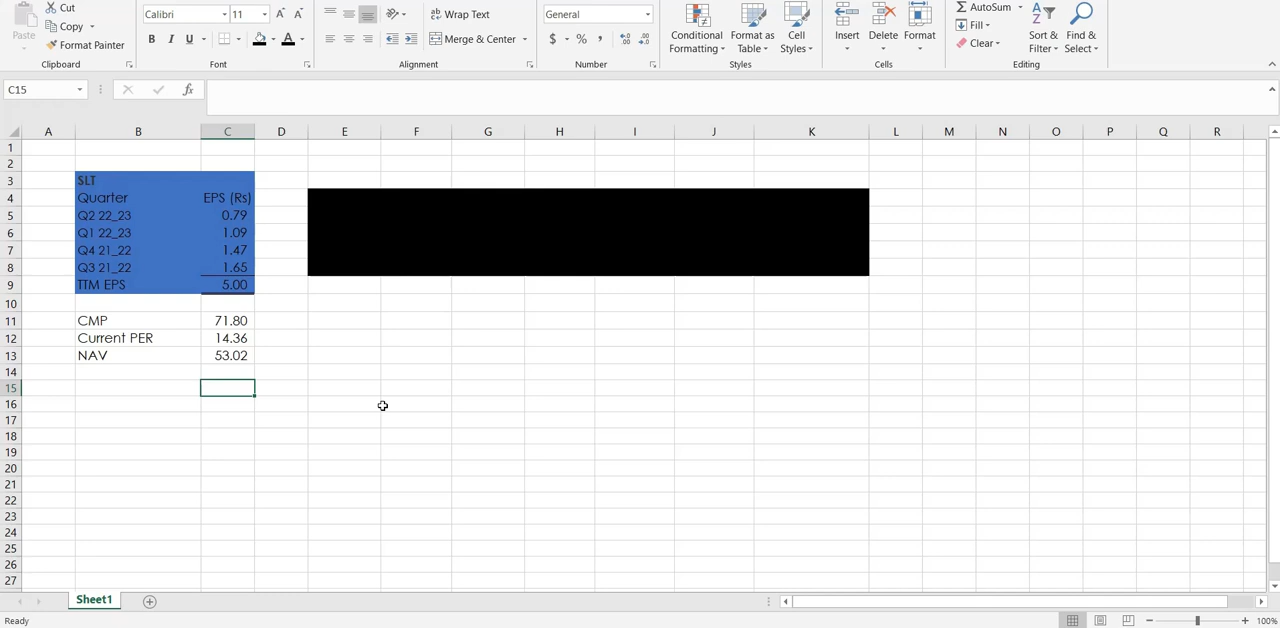 Cut
Copy
Paste
Format Painter
Clipboard
Calibri 11 A A
B I U A
Font
Wrap Text
Merge & Center
Alignment
General
$ % ,
Number
Conditional Formatting
Format as Table
Cell Styles
Styles
Insert
Delete
Format
Cells
AutoSum
Fill
Clear
Sort & Filter
Find & Select
Editing
C15 fx
A B C D E F G H I J K L M N O P Q R
1
2
3 SLT
4 Quarter EPS (Rs)
5 Q2 22_23 0.79
6 Q1 22_23 1.09
7 Q4 21_22 1.47
8 Q3 21_22 1.65
9 TTM EPS 5.00
10
11 CMP 71.80
12 Current PER 14.36
13 NAV 53.02
14
15
16
17
18
19
20
21
22
23
24
25
26
27
Sheet1
Ready 100%